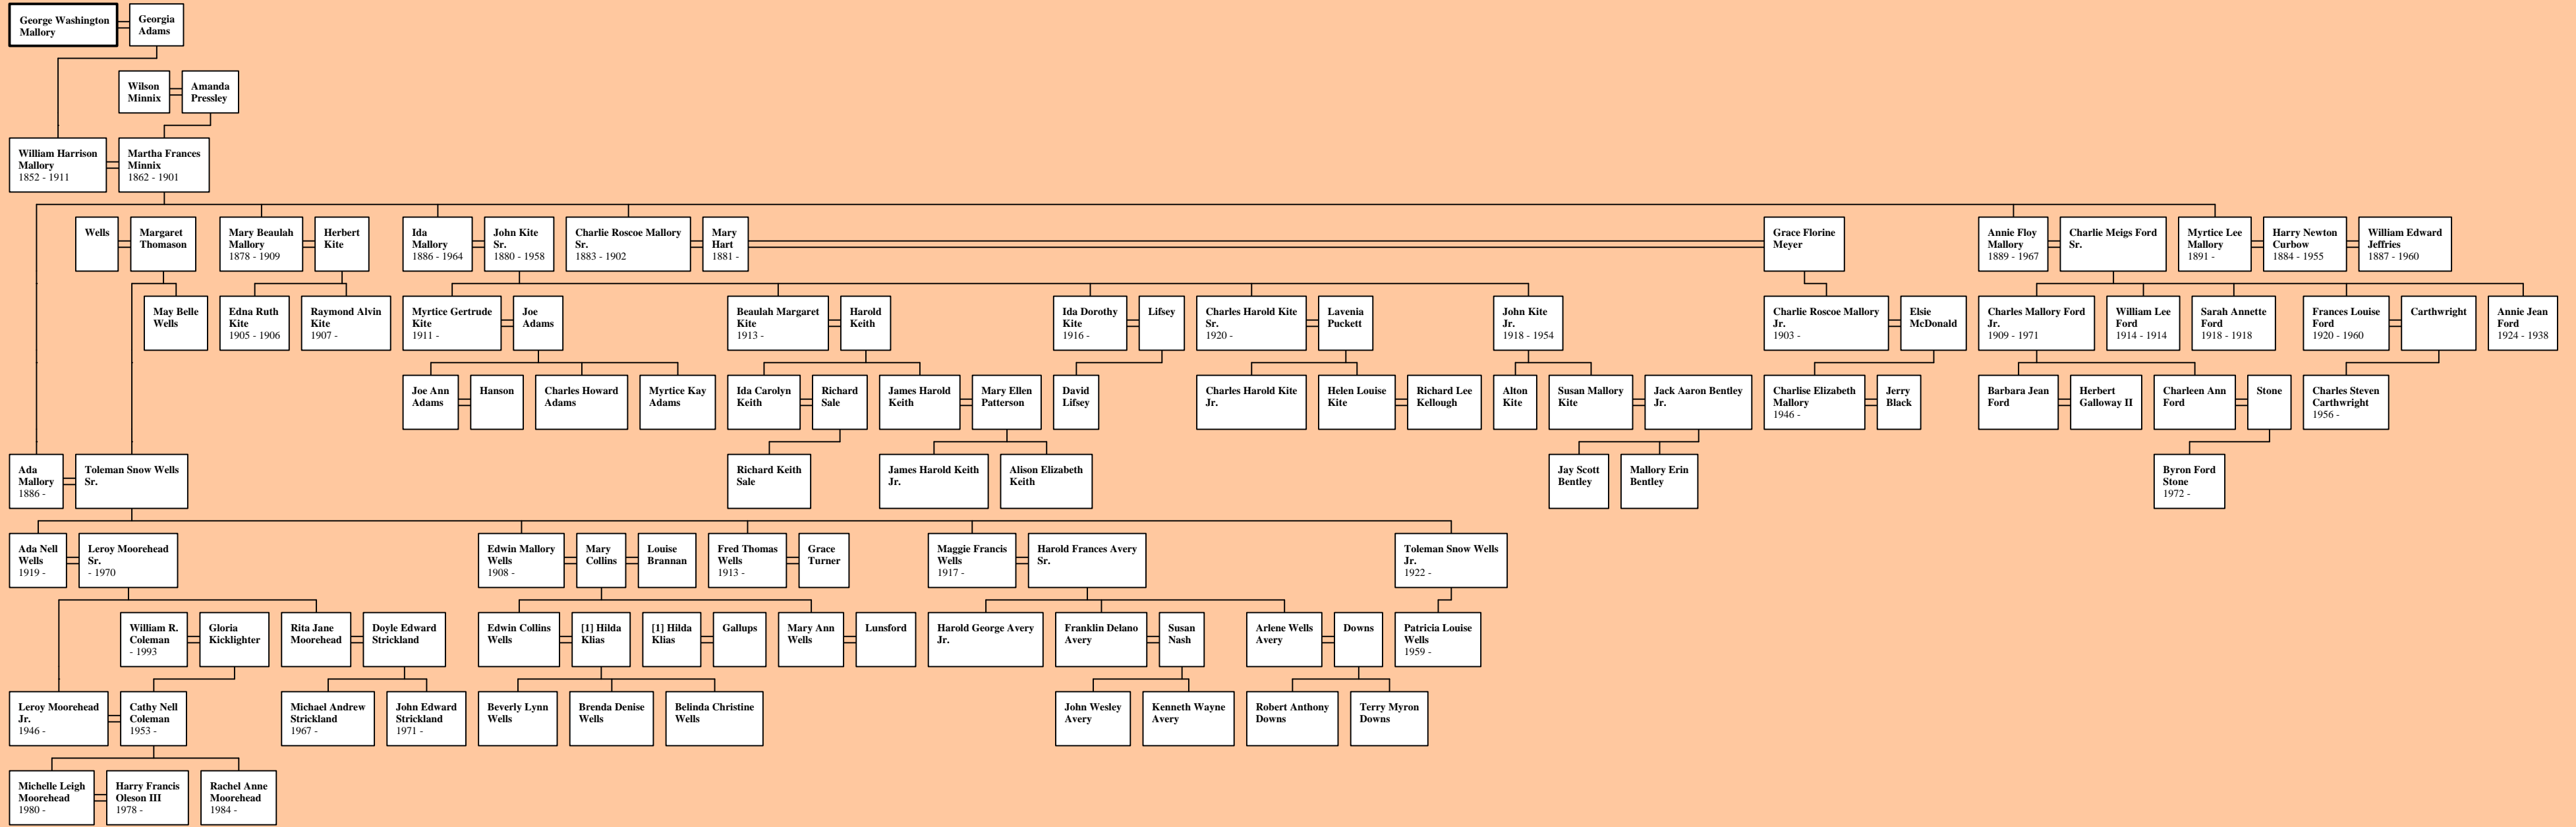 George Washington
Mallory
Georgia
Adams
Wilson
Minnix
Amanda
Pressley
William Harrison
Mallory
1852 - 1911
Martha Frances
Minnix
1862 - 1901
Wells
Margaret
Thomason
Mary Beaulah
Mallory
1878 - 1909
Herbert
Kite
Ida
Mallory
1886 - 1964
John Kite
Sr.
1880 - 1958
Charlie Roscoe Mallory
Sr.
1883 - 1902
Mary
Hart
1881 -
Grace Florine
Meyer
Annie Floy
Mallory
1889 - 1967
Charlie Meigs Ford
Sr.
Myrtice Lee
Mallory
1891 -
Harry Newton
Curbow
1884 - 1955
William Edward
Jeffries
1887 - 1960
May Belle
Wells
Edna Ruth
Kite
1905 - 1906
Raymond Alvin
Kite
1907 -
Myrtice Gertrude
Kite
1911 -
Joe
Adams
Beaulah Margaret
Kite
1913 -
Harold
Keith
Ida Dorothy
Kite
1916 -
Lifsey
Charles Harold Kite
Sr.
1920 -
Lavenia
Puckett
John Kite
Jr.
1918 - 1954
Charlie Roscoe Mallory
Jr.
1903 -
Elsie
McDonald
Charles Mallory Ford
Jr.
1909 - 1971
William Lee
Ford
1914 - 1914
Sarah Annette
Ford
1918 - 1918
Frances Louise
Ford
1920 - 1960
Carthwright
Annie Jean
Ford
1924 - 1938
Joe Ann
Adams
Hanson
Charles Howard
Adams
Myrtice Kay
Adams
Ida Carolyn
Keith
Richard
Sale
James Harold
Keith
Mary Ellen
Patterson
David
Lifsey
Charles Harold Kite
Jr.
Helen Louise
Kite
Richard Lee
Kellough
Alton
Kite
Susan Mallory
Kite
Jack Aaron Bentley
Jr.
Charlise Elizabeth
Mallory
1946 -
Jerry
Black
Barbara Jean
Ford
Herbert
Galloway II
Charleen Ann
Ford
Stone
Charles Steven
Carthwright
1956 -
Ada
Mallory
1886 -
Toleman Snow Wells
Sr.
Richard Keith
Sale
James Harold Keith
Jr.
Alison Elizabeth
Keith
Jay Scott
Bentley
Mallory Erin
Bentley
Byron Ford
Stone
1972 -
Ada Nell
Wells
1919 -
Leroy Moorehead
Sr.
- 1970
Edwin Mallory
Wells
1908 -
Mary
Collins
Louise
Brannan
Fred Thomas
Wells
1913 -
Grace
Turner
Maggie Francis
Wells
1917 -
Harold Frances Avery
Sr.
Toleman Snow Wells
Jr.
1922 -
William R.
Coleman
- 1993
Gloria
Kicklighter
Rita Jane
Moorehead
Doyle Edward
Strickland
Edwin Collins
Wells
[1] Hilda
Klias
[1] Hilda
Klias
Gallups
Mary Ann
Wells
Lunsford
Harold George Avery
Jr.
Franklin Delano
Avery
Susan
Nash
Arlene Wells
Avery
Downs
Patricia Louise
Wells
1959 -
Leroy Moorehead
Jr.
1946 -
Cathy Nell
Coleman
1953 -
Michael Andrew
Strickland
1967 -
John Edward
Strickland
1971 -
Beverly Lynn
Wells
Brenda Denise
Wells
Belinda Christine
Wells
John Wesley
Avery
Kenneth Wayne
Avery
Robert Anthony
Downs
Terry Myron
Downs
Michelle Leigh
Moorehead
1980 -
Harry Francis
Oleson III
1978 -
Rachel Anne
Moorehead
1984 -